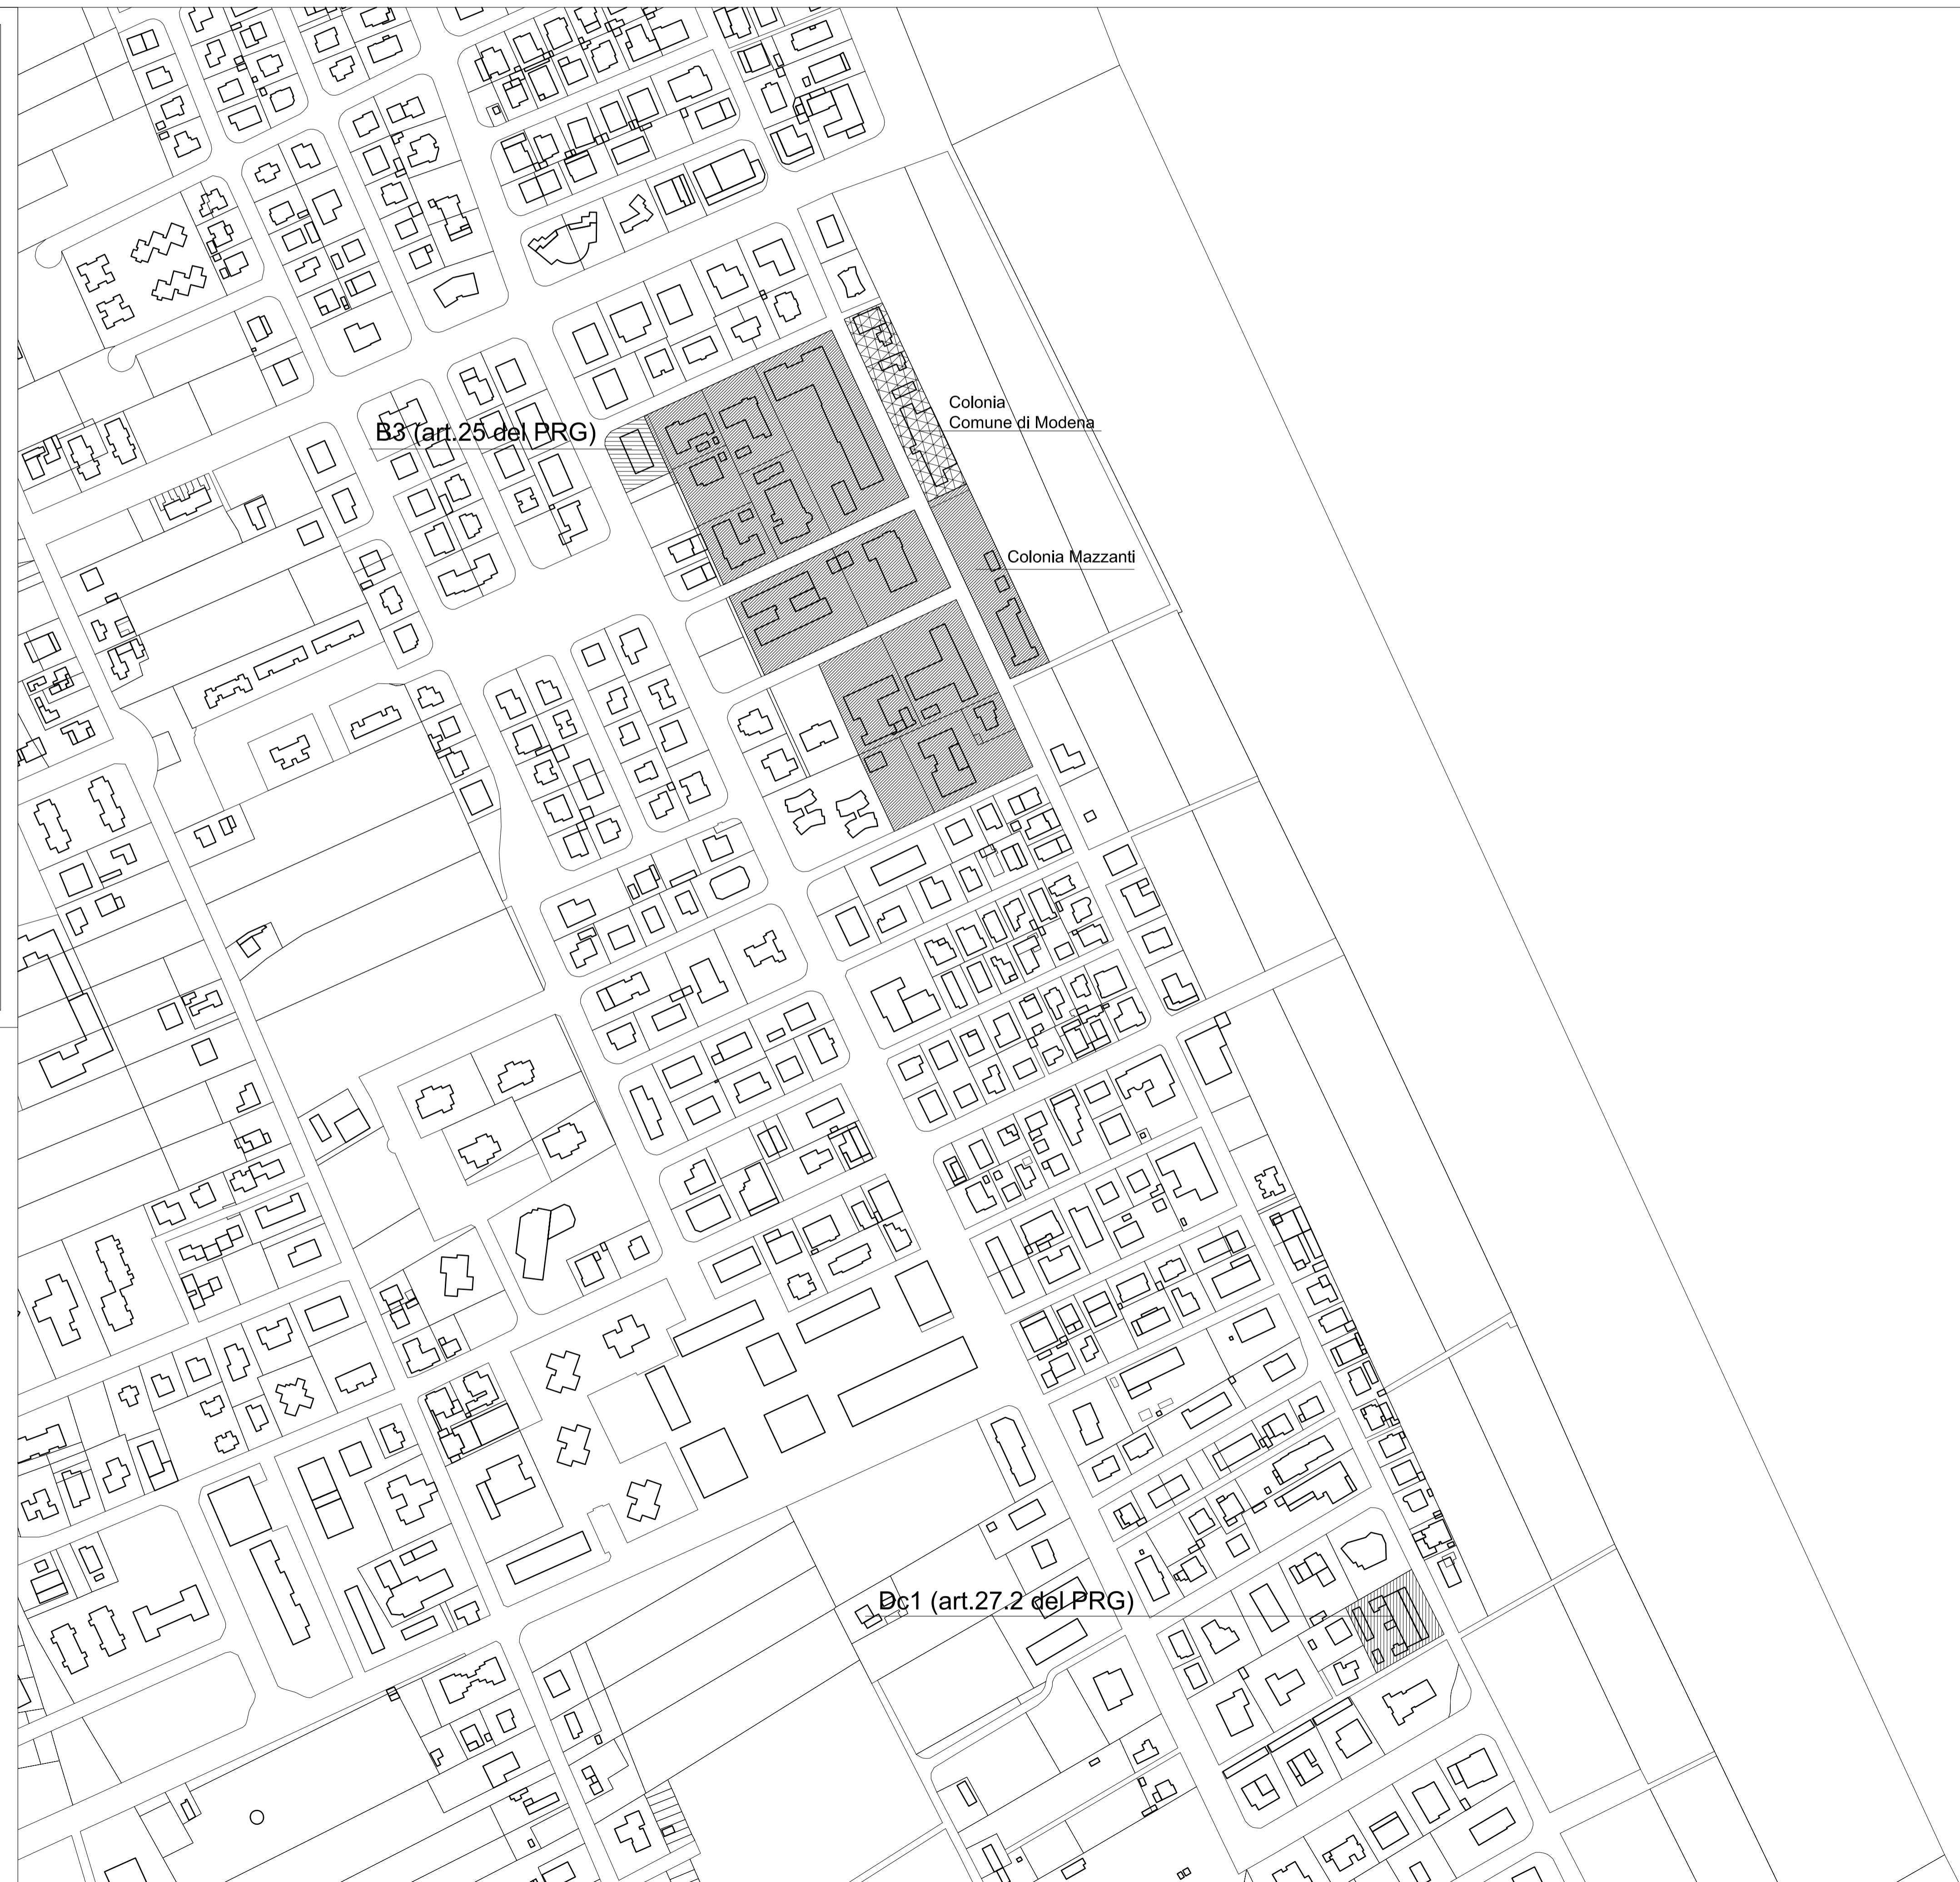 Colonia
Comune di Modena
B3 (art.25 del PRG)
Colonia Mazzanti
Dc1 (art.27.2 del PRG)